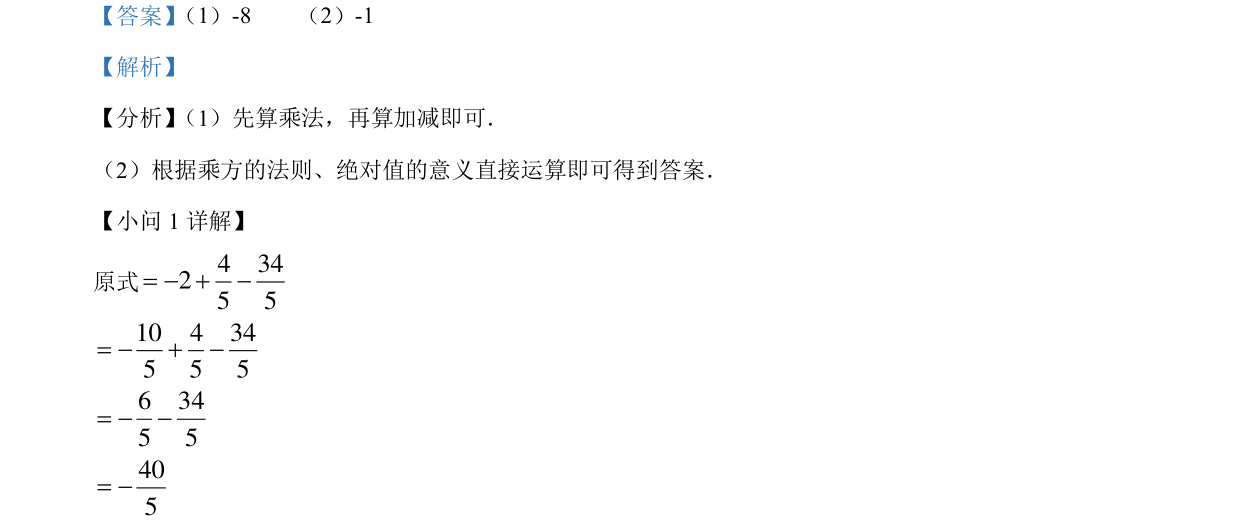 【答案】（1）-8 （2）-1
【解析】
【分析】（1）先算乘法，再算加减即可．
（2）根据乘方的法则、绝对值的意义直接运算即可得到答案．
【小问 1 详解】
原式 = −2 + 4/5 − 34/5
= − 10/5 + 4/5 − 34/5
= − 6/5 − 34/5
= − 40/5